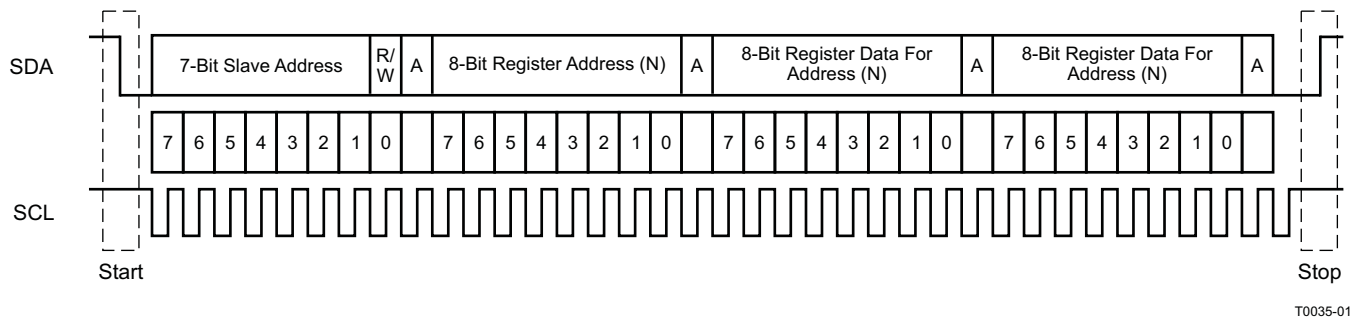 SDA
7-Bit Slave Address
R/
W
A
8-Bit Register Address (N)
A
8-Bit Register Data For
Address (N)
A
8-Bit Register Data For
Address (N)
A
7 6 5 4 3 2 1 0 7 6 5 4 3 2 1 0 7 6 5 4 3 2 1 0 7 6 5 4 3 2 1 0
SCL
Start
Stop
T0035-01